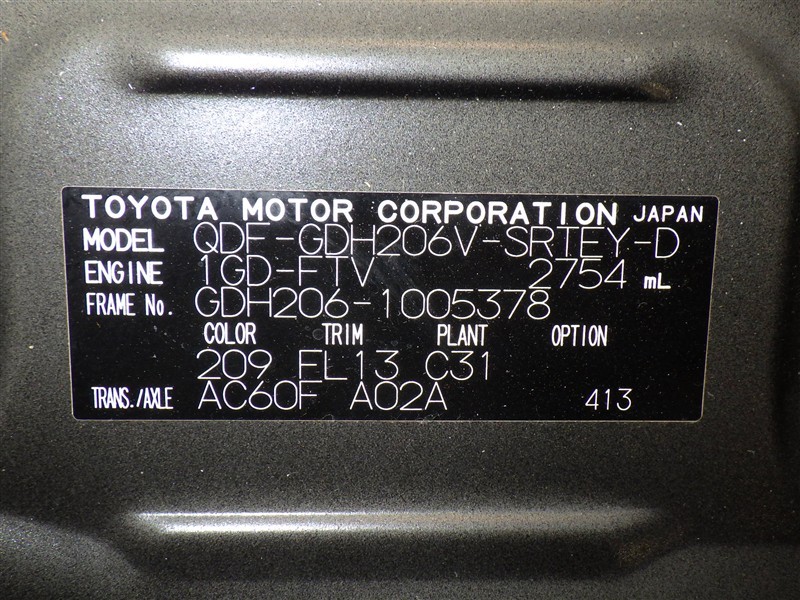 TOYOTA MOTOR CORPORATION JAPAN
MODEL QDF-GDH206V-SRTEY-D
ENGINE 1GD-FTV 2754 mL
FRAME No. GDH206-1005378
COLOR TRIM PLANT OPTION
209 FL13 C31
TRANS./AXLE AC60F A02A 413